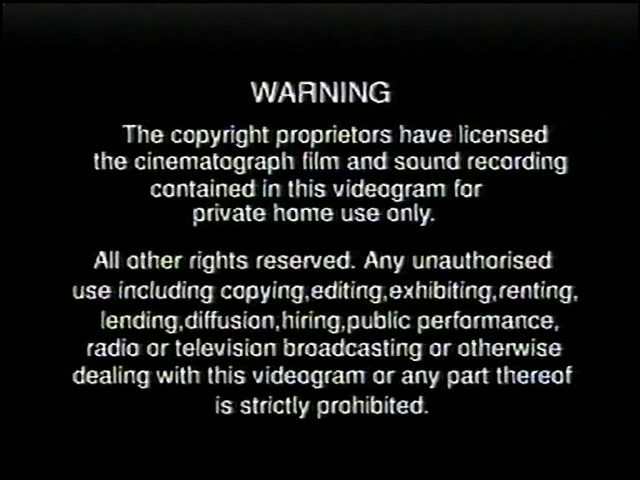 WARNING
The copyright proprietors have licensed
the cinematograph film and sound recording
contained in this videogram for
private home use only.
All other rights reserved. Any unauthorised
use including copying,editing,exhibiting,renting,
lending,diffusion,hiring,public performance,
radio or television broadcasting or otherwise
dealing with this videogram or any part thereof
is strictly prohibited.